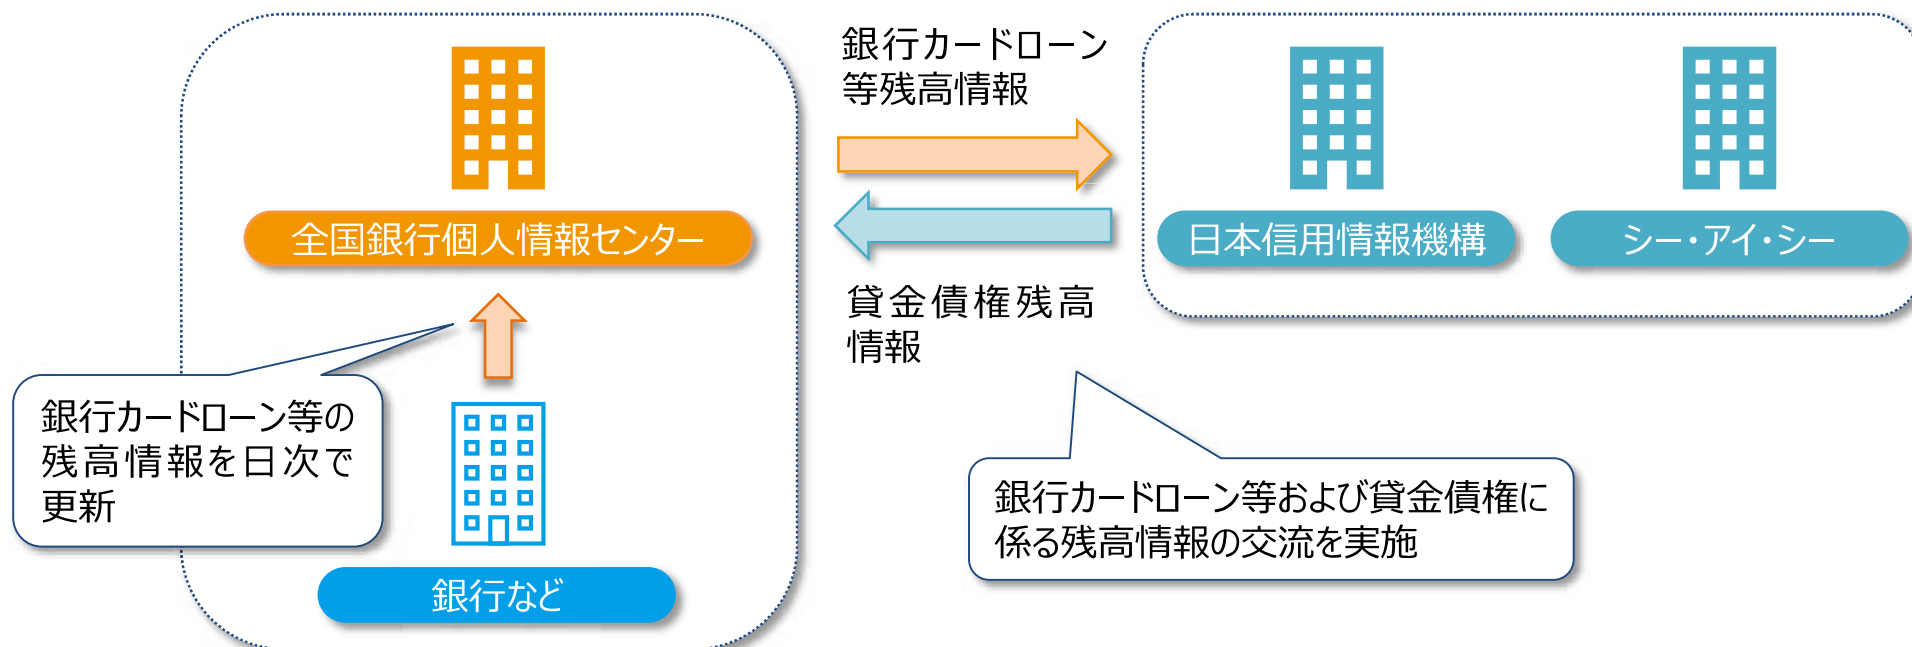 銀行カードローン
等残高情報
全国銀行個人情報センター
日本信用情報機構
シー・アイ・シー
貸金債権残高
情報
銀行カードローン等の
残高情報を日次で
更新
銀行カードローン等および貸金債権に
係る残高情報の交流を実施
銀行など